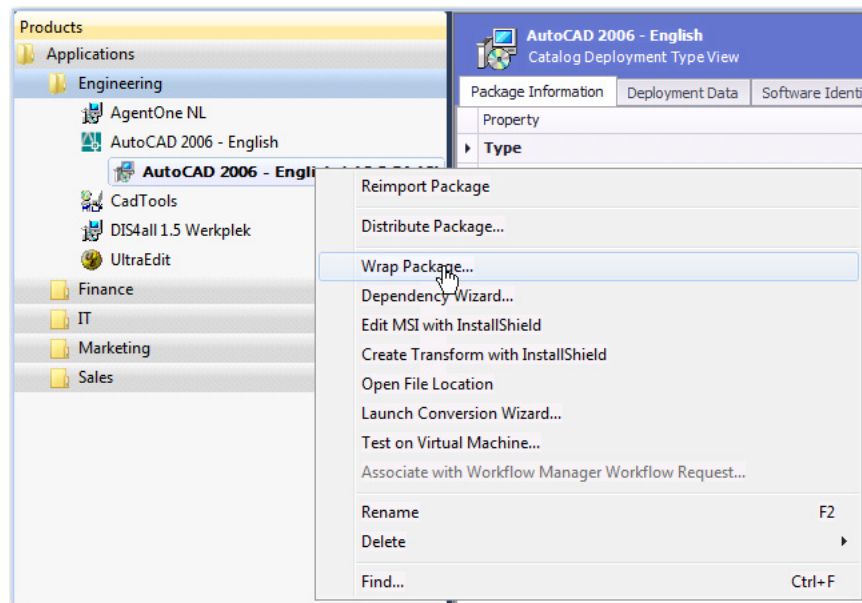 Products
Applications
Engineering
AgentOne NL
AutoCAD 2006 - English
AutoCAD 2006 -
CadTools
DIS4all 1.5 Werkplek
UltraEdit
Finance
IT
Marketing
Sales
AutoCAD 2006 - English
Catalog Deployment Type View
Package Information
Deployment Data
Software
Property
Type
Reimport Package
Distribute Package...
Wrap Package...
Dependency Wizard...
Edit MSI with InstallShield
Create Transform with InstallShield
Open File Location
Launch Conversion Wizard...
Test on Virtual Machine...
Associate with Workflow Manager Workflow Request...
Rename F2
Delete
Find... Ctrl+F